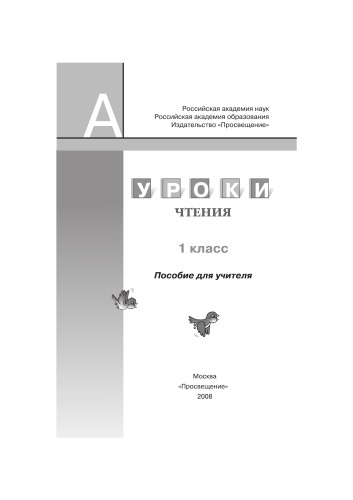 А
Российская академия наук
Российская академия образования
Издательство «Просвещение»
УРОКИ
ЧТЕНИЯ
1 класс
Пособие для учителя
Москва
«Просвещение»
2008